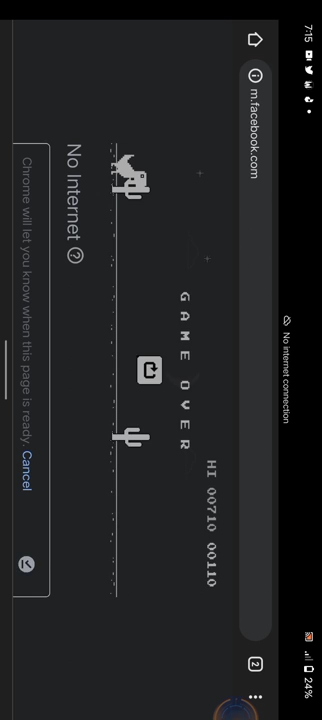 7:15
24%
No internet connection
m.facebook.com
2
HI 00710 00110
GAME OVER
No Internet
Chrome will let you know when this page is ready. Cancel